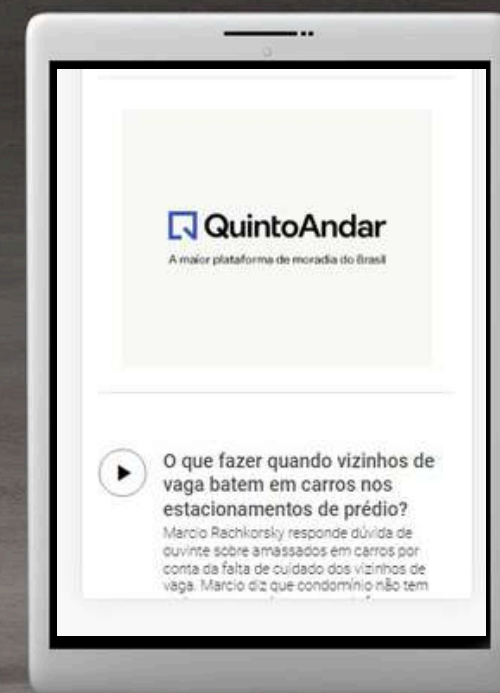 QuintoAndar
A maior plataforma de moradia do Brasil
O que fazer quando vizinhos de
vaga batem em carros nos
estacionamentos de prédio?
Marcio Rachkorsky responde dúvida de
ouvinte sobre amassados em carros por
conta da falta de cuidado dos vizinhos de
vaga. Marcio diz que condomínio não tem